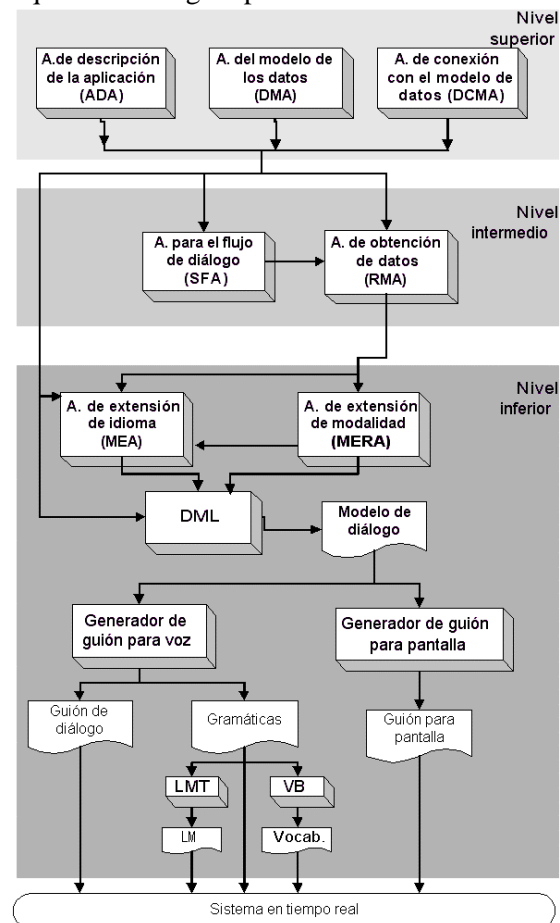 Nivel
superior
A.de descripción
de la aplicación
(ADA)
A. del modelo de
los datos
(DMA)
A. de conexión
con el modelo de
datos (DCMA)
Nivel
intermedio
A. para el flujo
de diálogo
(SFA)
A. de obtención
de datos
(RMA)
Nivel
inferior
A. de extensión
de idioma
(MEA)
A. de extensión
de modalidad
(MERA)
DML
Modelo de
diálogo
Generador de
guión para voz
Generador de guión
para pantalla
Guión de
diálogo
Gramáticas
Guión para
pantalla
LMT
VB
LM
Vocab.
Sistema en tiempo real